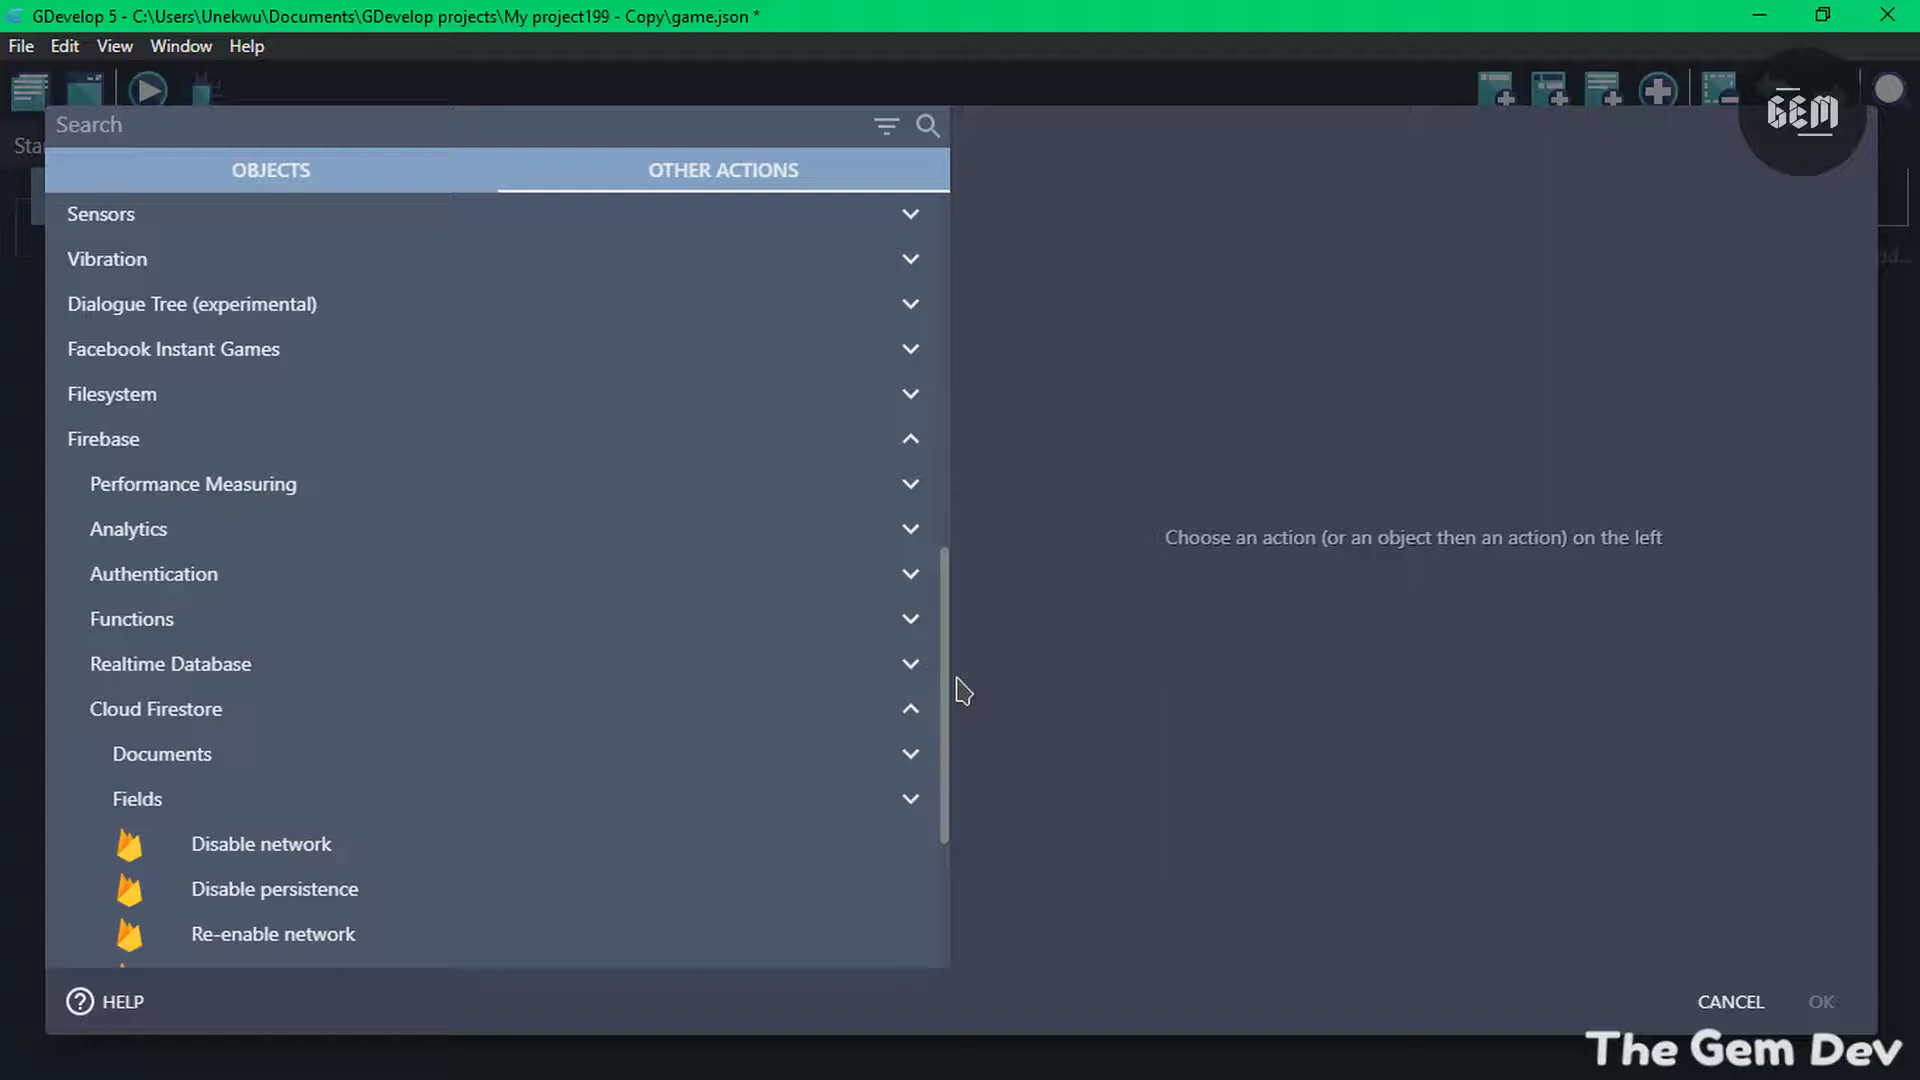 GDevelop 5 - C:\Users\Unekwu\Documents\GDevelop projects\My project199 - Copy\game.json *
File Edit View Window Help
GEM
Search
Sta
OBJECTS OTHER ACTIONS
Sensors
Vibration
Dialogue Tree (experimental)
Facebook Instant Games
Filesystem
Firebase
Performance Measuring
Analytics
Authentication
Functions
Realtime Database
Cloud Firestore
Documents
Fields
Disable network
Disable persistence
Re-enable network
Choose an action (or an object then an action) on the left
? HELP
CANCEL OK
The Gem Dev